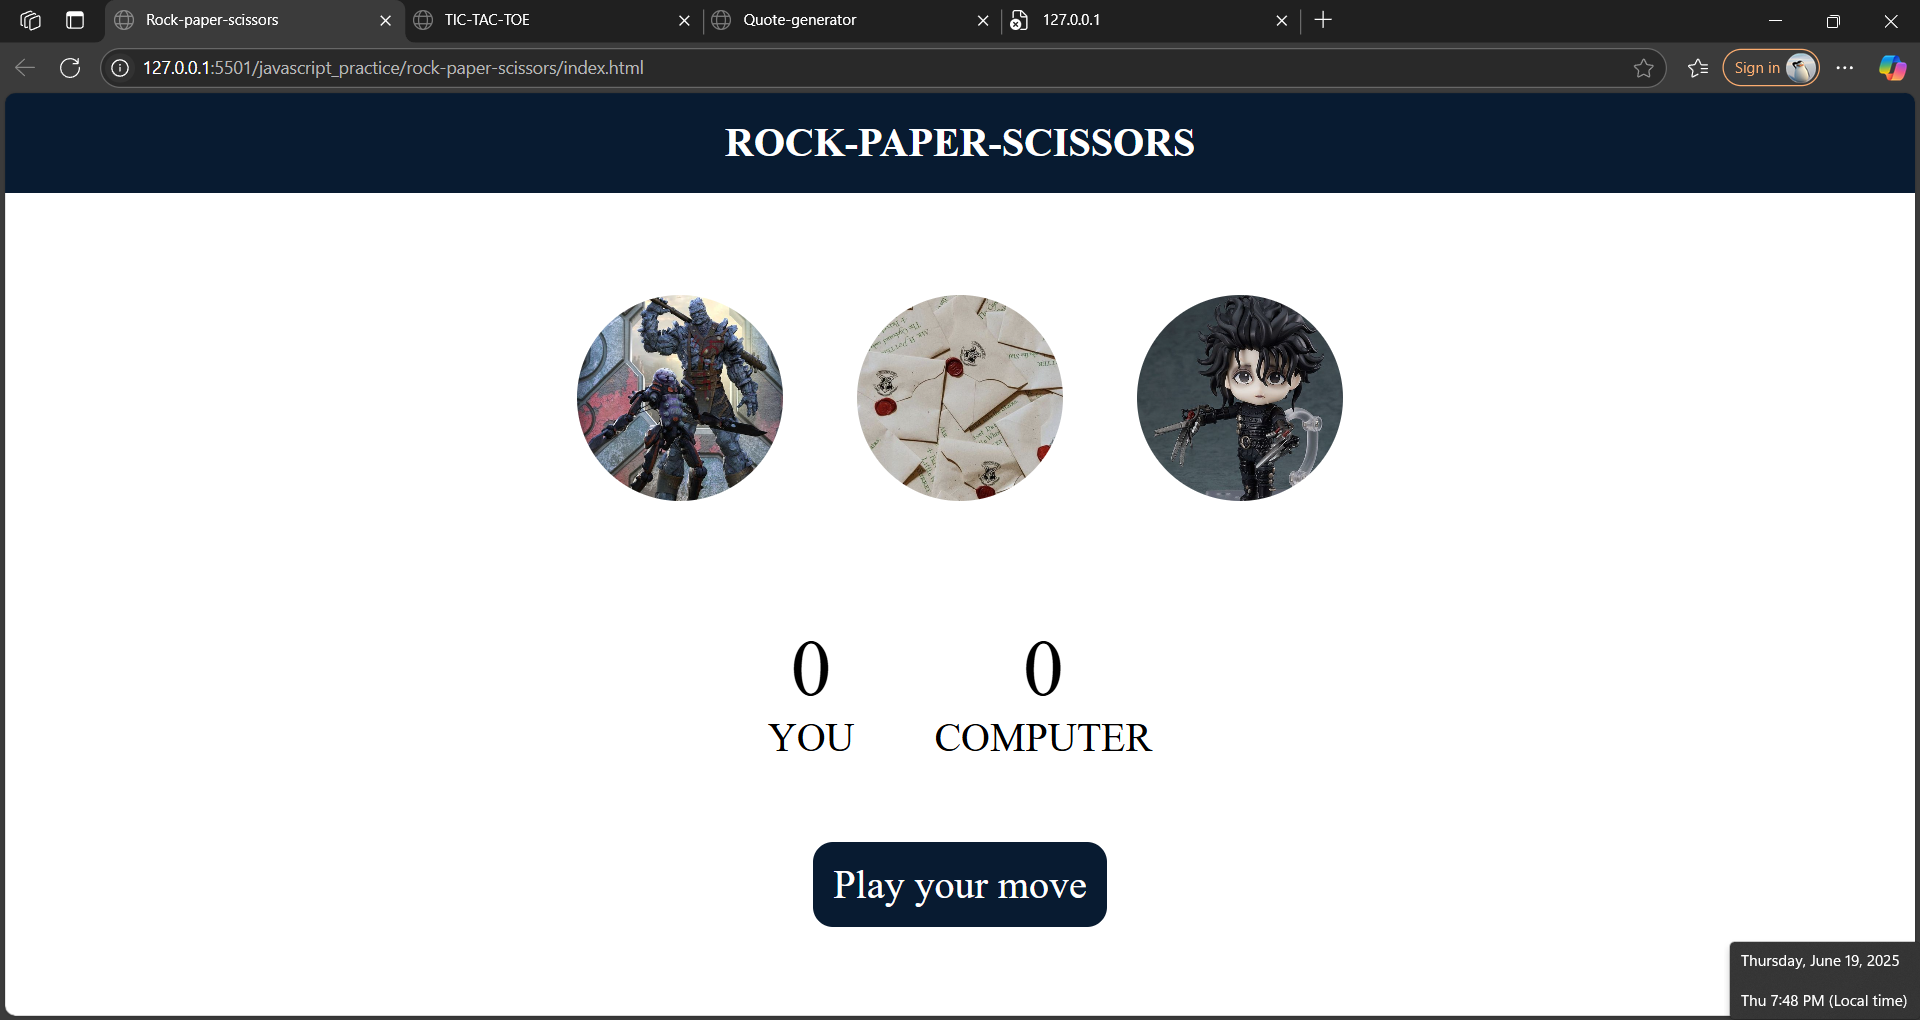 Rock-paper-scissors
TIC-TAC-TOE
Quote-generator
127.0.0.1
127.0.0.1:5501/javascript_practice/rock-paper-scissors/index.html
Sign in
ROCK-PAPER-SCISSORS
0
0
YOU
COMPUTER
Play your move
Thursday, June 19, 2025
Thu 7:48 PM (Local time)